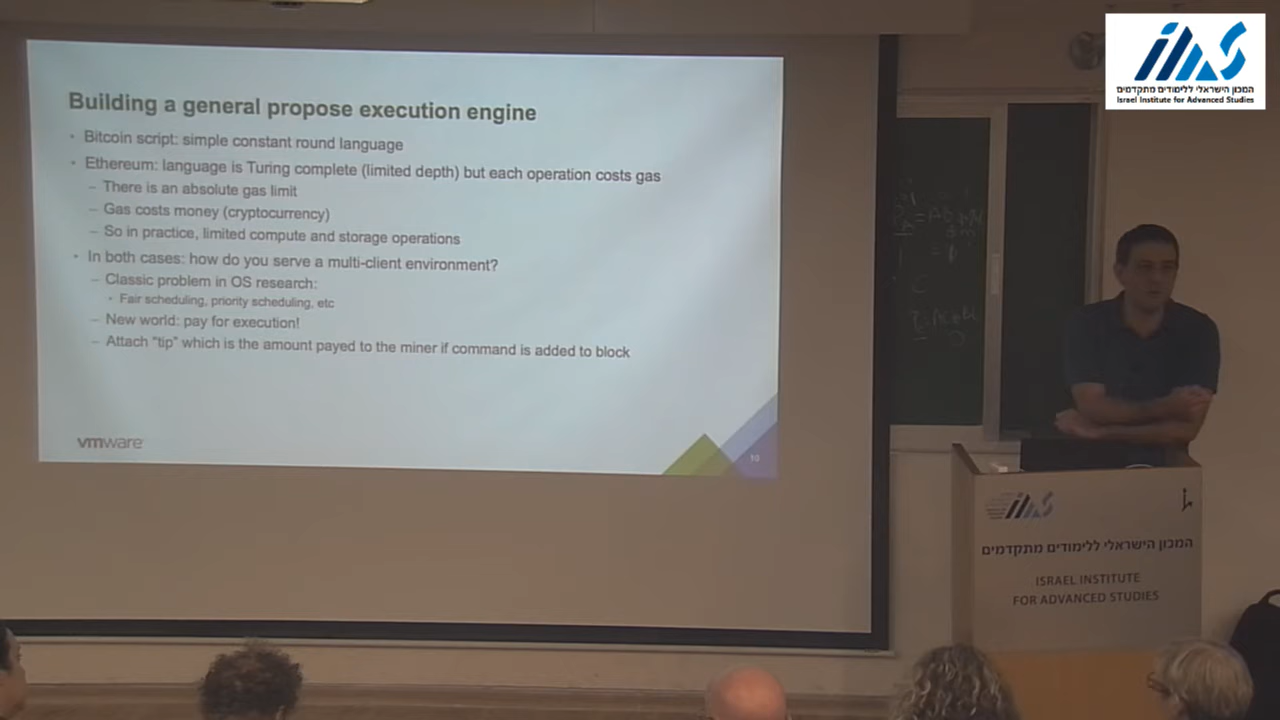 Building a general propose execution engine
• Bitcoin script: simple constant round language
• Ethereum: language is Turing complete (limited depth) but each operation costs gas
– There is an absolute gas limit
– Gas costs money (cryptocurrency)
– So in practice, limited compute and storage operations
• In both cases: how do you serve a multi-client environment?
– Classic problem in OS research:
• Fair scheduling, priority scheduling, etc
– New world: pay for execution!
– Attach "tip" which is the amount payed to the miner if command is added to block
vmware
10
IIAS
המכון הישראלי ללימודים מתקדמים
Israel Institute for Advanced Studies
IIAS
המכון הישראלי ללימודים מתקדמים
ISRAEL INSTITUTE
FOR ADVANCED STUDIES